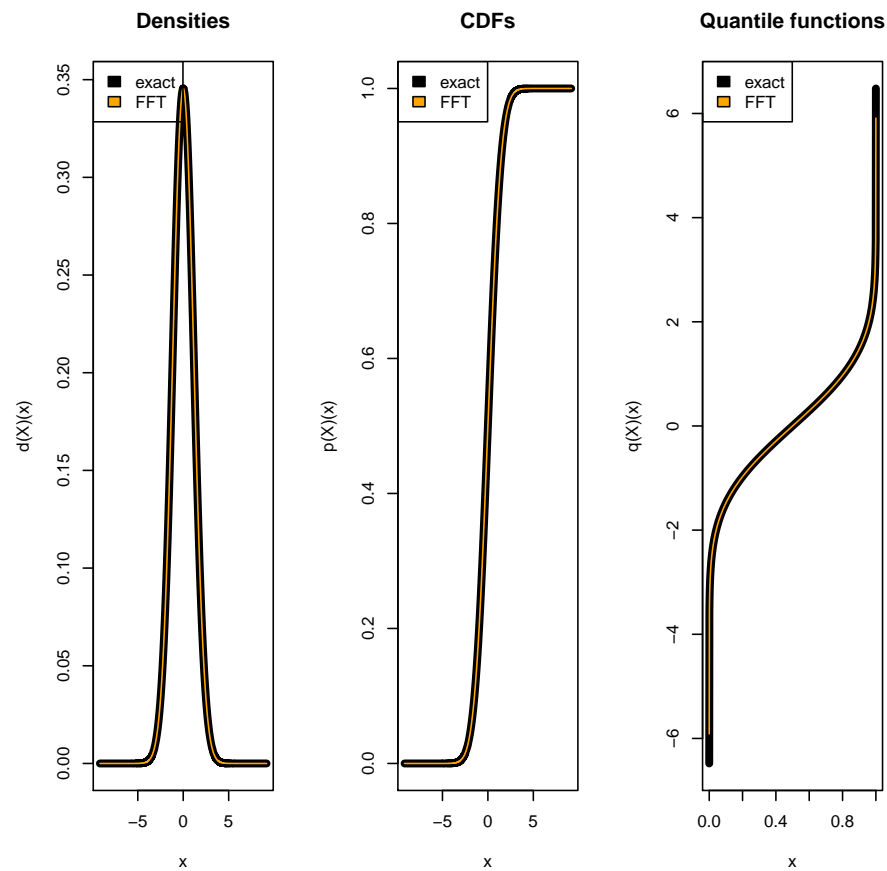 Densities
d(X)(x)
0.35
0.30
0.25
0.20
0.15
0.10
0.05
0.00
exact
FFT
−5 0 5
x
CDFs
p(X)(x)
1.0
0.8
0.6
0.4
0.2
0.0
exact
FFT
−5 0 5
x
Quantile functions
q(X)(x)
6
4
2
0
−2
−4
−6
exact
FFT
0.0 0.4 0.8
x